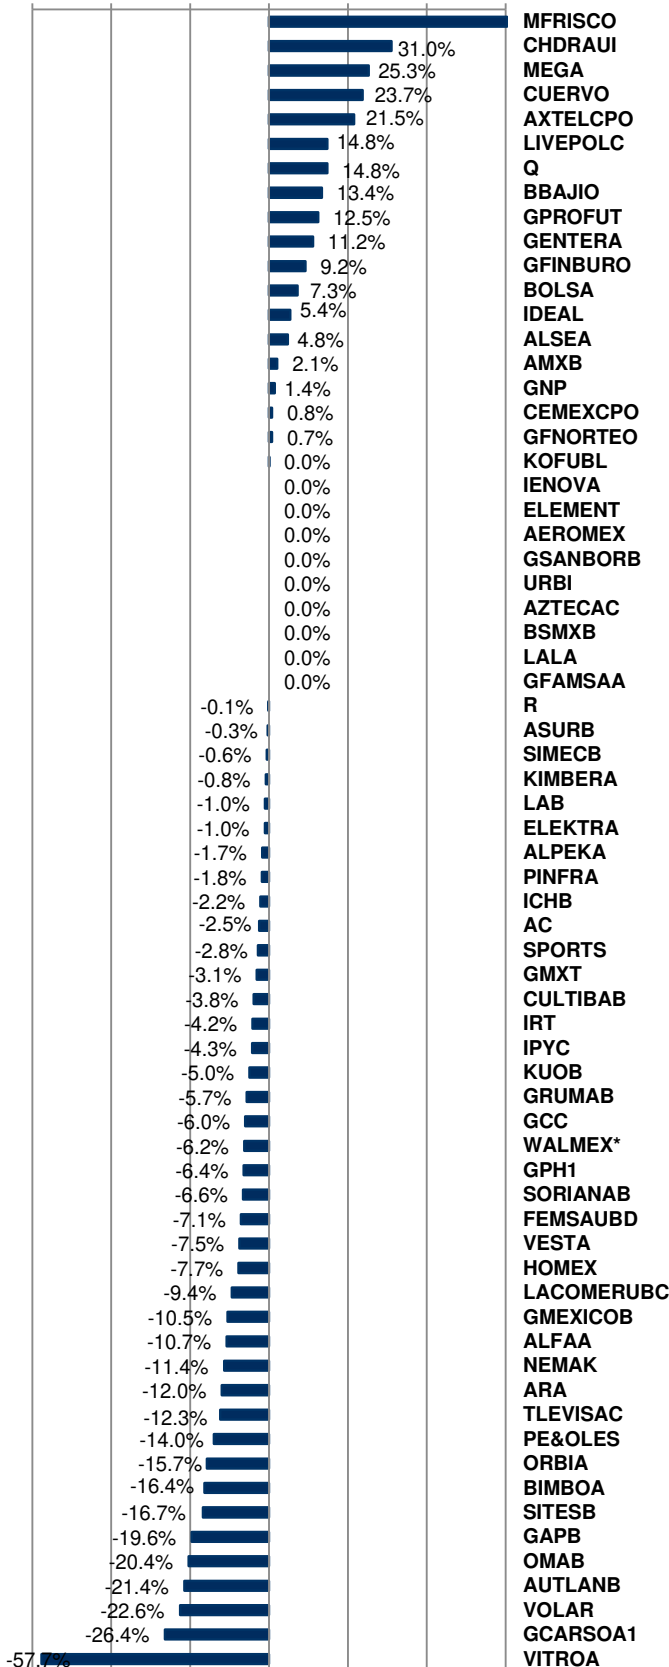 MFRISCO
31.0% CHDRAUI
25.3% MEGA
23.7% CUERVO
21.5% AXTELCPO
14.8% LIVEPOLC
14.8% Q
13.4% BBAJIO
12.5% GPROFUT
11.2% GENTERA
9.2% GFINBURO
7.3% BOLSA
5.4% IDEAL
4.8% ALSEA
2.1% AMXB
1.4% GNP
0.8% CEMEXCPO
0.7% GFNORTEO
0.0% KOFUBL
0.0% IENOVA
0.0% ELEMENT
0.0% AEROMEX
0.0% GSANBORB
0.0% URBI
0.0% AZTECAC
0.0% BSMXB
0.0% LALA
0.0% GFAMSAA
-0.1% R
-0.3% ASURB
-0.6% SIMECB
-0.8% KIMBERA
-1.0% LAB
-1.0% ELEKTRA
-1.7% ALPEKA
-1.8% PINFRA
-2.2% ICHB
-2.5% AC
-2.8% SPORTS
-3.1% GMXT
-3.8% CULTIBAB
-4.2% IRT
-4.3% IPYC
-5.0% KUOB
-5.7% GRUMAB
-6.0% GCC
-6.2% WALMEX*
-6.4% GPH1
-6.6% SORIANAB
-7.1% FEMSAUBD
-7.5% VESTA
-7.7% HOMEX
-9.4% LACOMERUBC
-10.5% GMEXICOB
-10.7% ALFAA
-11.4% NEMAK
-12.0% ARA
-12.3% TLEVISAC
-14.0% PE&OLES
-15.7% ORBIA
-16.4% BIMBOA
-16.7% SITESB
-19.6% GAPB
-20.4% OMAB
-21.4% AUTLANB
-22.6% VOLAR
-26.4% GCARSOA1
-57.7% VITROA